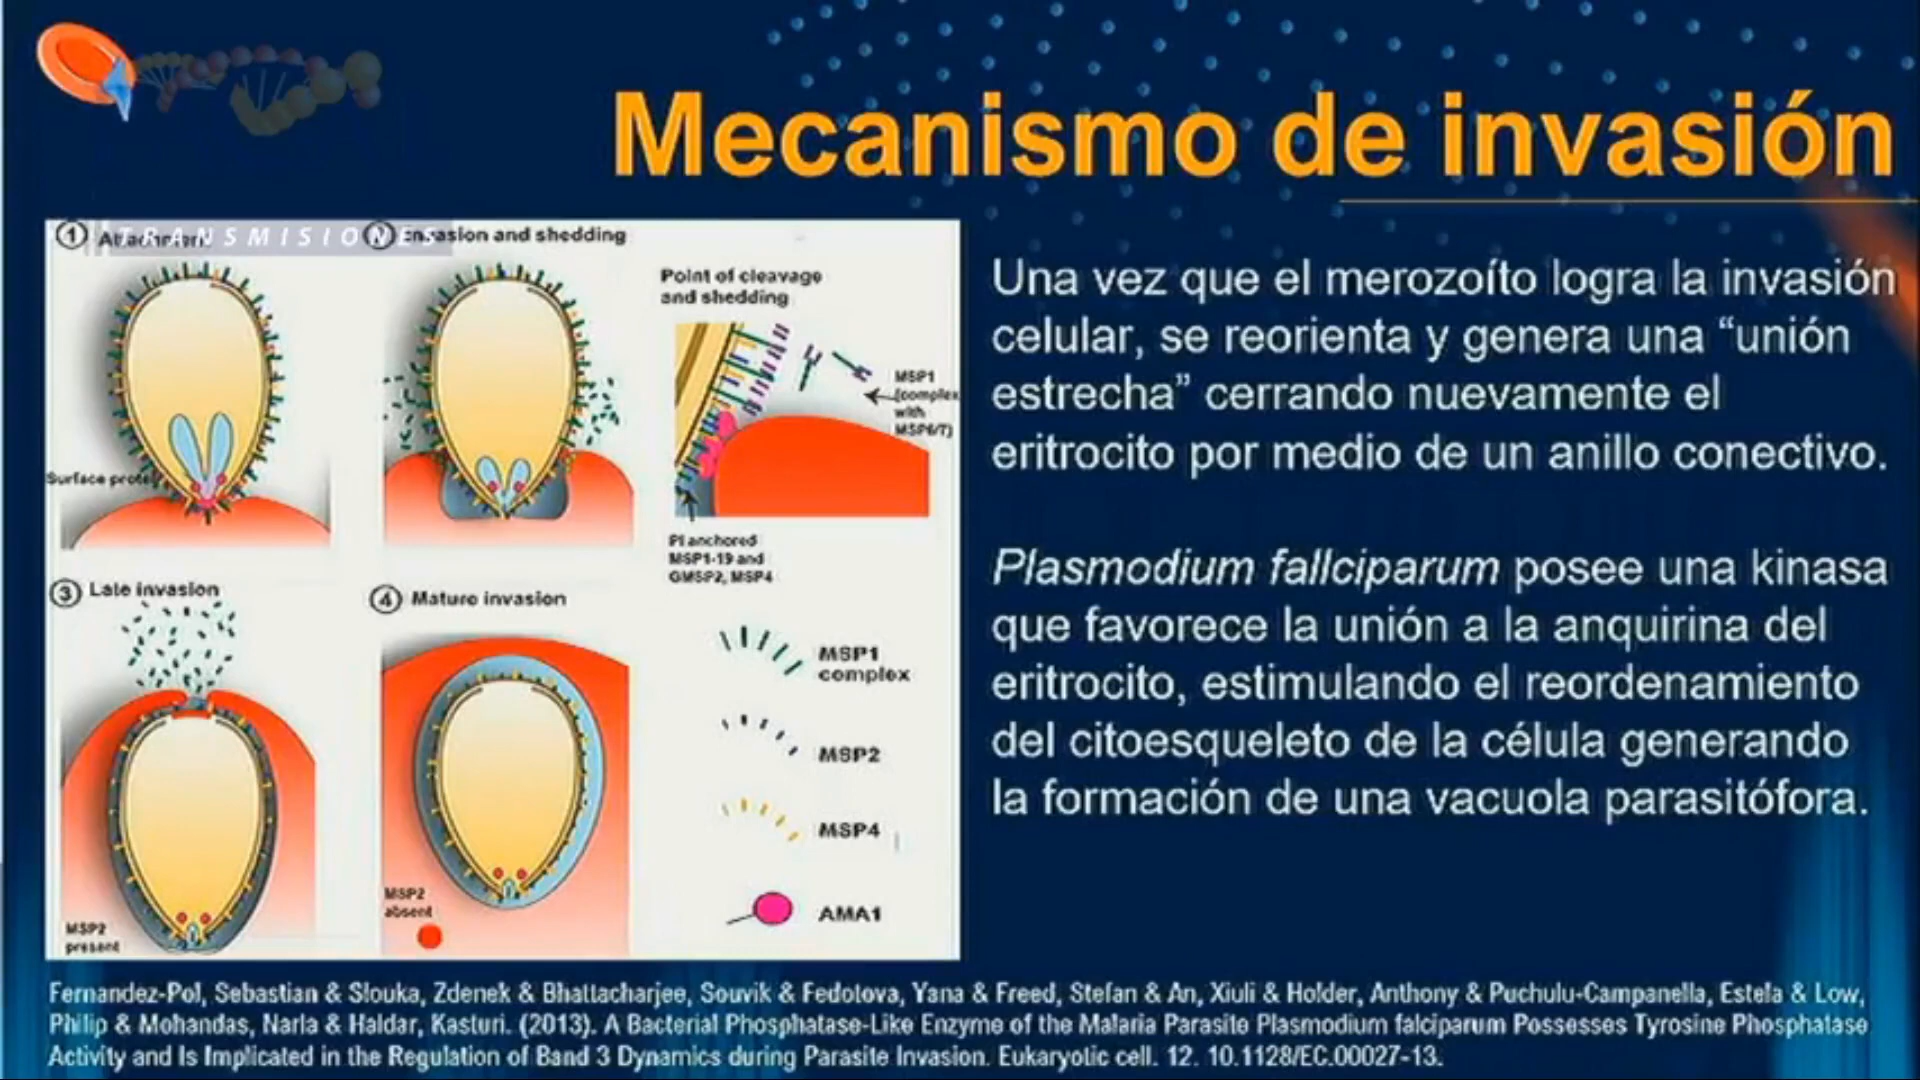 Mecanismo de invasión
TRANSMISIONES
1 Attachment
2 Envasion and shedding
Point of cleavage
and shedding
MSP1
(complex
with
MSP6/7)
Surface prote
PI anchored
MSP1-19 and
GMSP2, MSP4
3 Late invasion
4 Mature invasion
MSP1
complex
MSP2
MSP4
AMA1
MSP2
present
MSP2
absent
Una vez que el merozoíto logra la invasión
celular, se reorienta y genera una “unión
estrecha” cerrando nuevamente el
eritrocito por medio de un anillo conectivo.
Plasmodium fallciparum posee una kinasa
que favorece la unión a la anquirina del
eritrocito, estimulando el reordenamiento
del citoesqueleto de la célula generando
la formación de una vacuola parasitófora.
Fernandez-Pol, Sebastian & Slouka, Zdenek & Bhattacharjee, Souvik & Fedotova, Yana & Freed, Stefan & An, Xiuli & Holder, Anthony & Puchulu-Campanella, Estela & Low,
Philip & Mohandas, Narla & Haldar, Kasturi. (2013). A Bacterial Phosphatase-Like Enzyme of the Malaria Parasite Plasmodium falciparum Possesses Tyrosine Phosphatase
Activity and Is Implicated in the Regulation of Band 3 Dynamics during Parasite Invasion. Eukaryotic cell. 12. 10.1128/EC.00027-13.